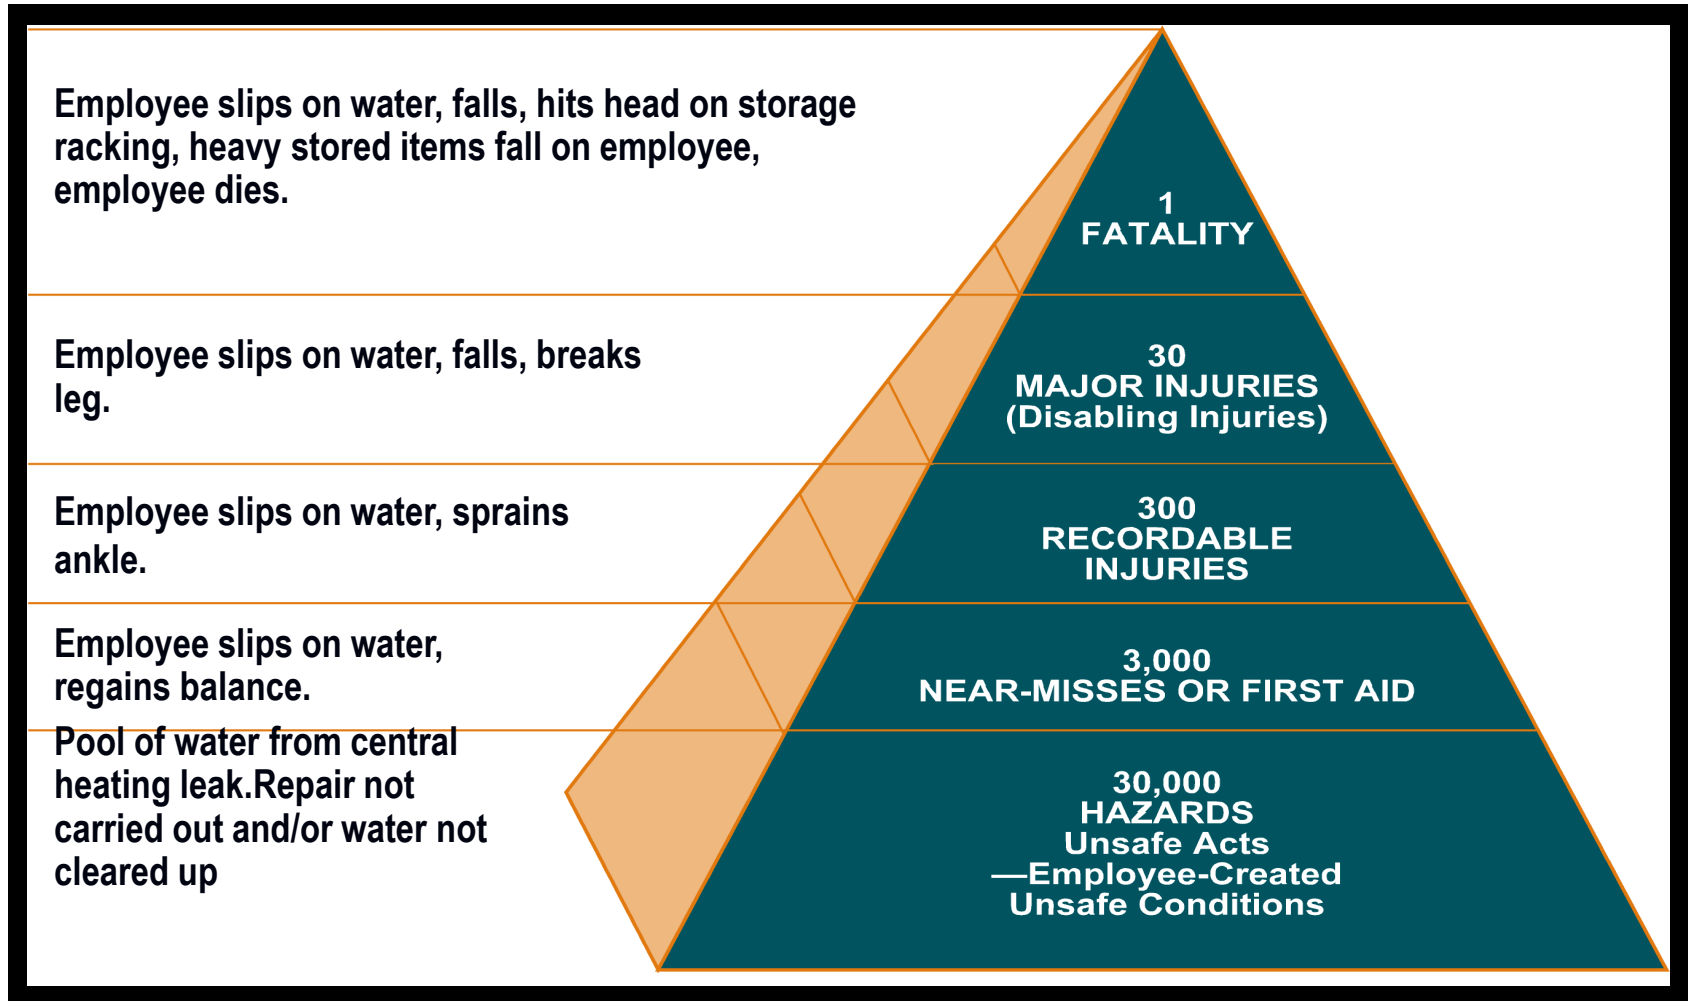 Employee slips on water, falls, hits head on storage
racking, heavy stored items fall on employee,
employee dies.
1
FATALITY
Employee slips on water, falls, breaks
leg.
30
MAJOR INJURIES
(Disabling Injuries)
Employee slips on water, sprains
ankle.
300
RECORDABLE
INJURIES
Employee slips on water,
regains balance.
3,000
NEAR-MISSES OR FIRST AID
Pool of water from central
heating leak.Repair not
carried out and/or water not
cleared up
30,000
HAZARDS
Unsafe Acts
—Employee-Created
Unsafe Conditions